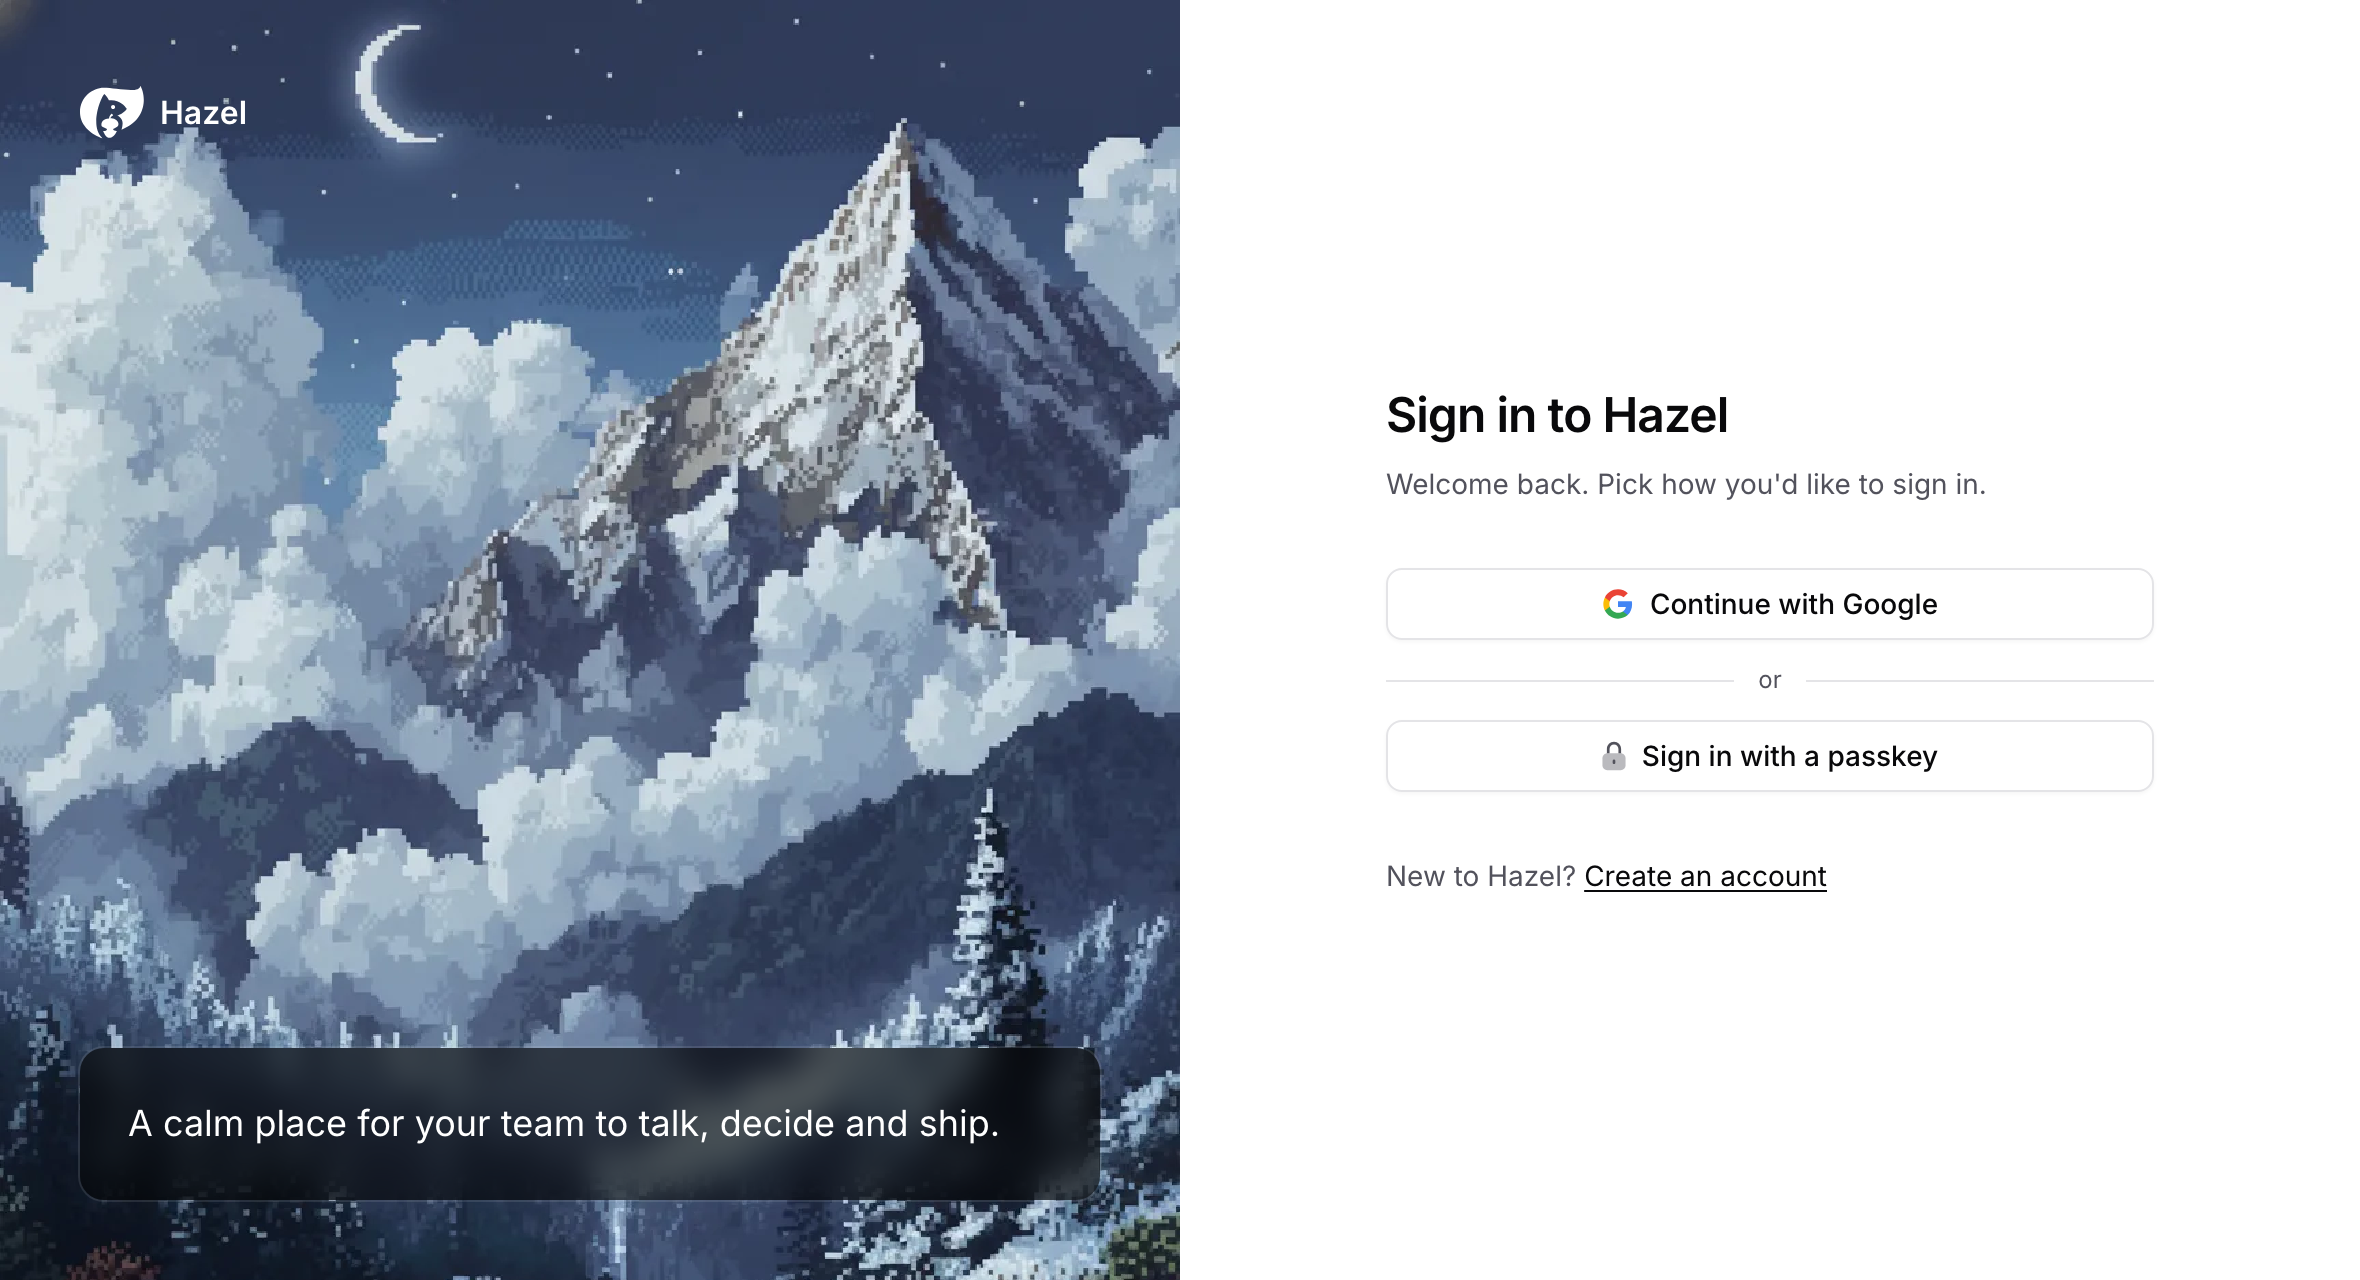 Hazel
A calm place for your team to talk, decide and ship.
Sign in to Hazel
Welcome back. Pick how you'd like to sign in.
Continue with Google
or
Sign in with a passkey
New to Hazel? Create an account